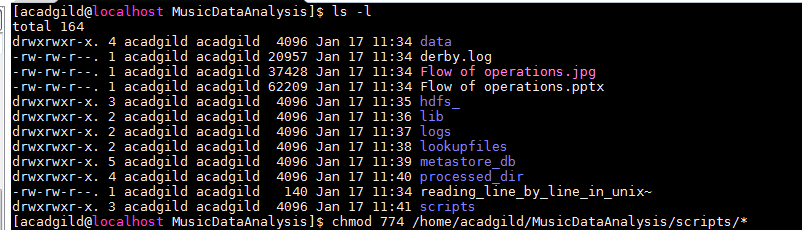 [acadgild@localhost MusicDataAnalysis]$ ls -l
total 164
drwxrwxr-x. 4 acadgild acadgild  4096 Jan 17 11:34 data
-rw-rw-r--. 1 acadgild acadgild 20957 Jan 17 11:34 derby.log
-rw-rw-r--. 1 acadgild acadgild 37428 Jan 17 11:34 Flow of operations.jpg
-rw-rw-r--. 1 acadgild acadgild 62209 Jan 17 11:34 Flow of operations.pptx
drwxrwxr-x. 3 acadgild acadgild  4096 Jan 17 11:35 hdfs_
drwxrwxr-x. 2 acadgild acadgild  4096 Jan 17 11:36 lib
drwxrwxr-x. 2 acadgild acadgild  4096 Jan 17 11:37 logs
drwxrwxr-x. 2 acadgild acadgild  4096 Jan 17 11:38 lookupfiles
drwxrwxr-x. 5 acadgild acadgild  4096 Jan 17 11:39 metastore_db
drwxrwxr-x. 4 acadgild acadgild  4096 Jan 17 11:40 processed_dir
-rw-rw-r--. 1 acadgild acadgild   140 Jan 17 11:34 reading_line_by_line_in_unix~
drwxrwxr-x. 3 acadgild acadgild  4096 Jan 17 11:41 scripts
[acadgild@localhost MusicDataAnalysis]$ chmod 774 /home/acadgild/MusicDataAnalysis/scripts/*